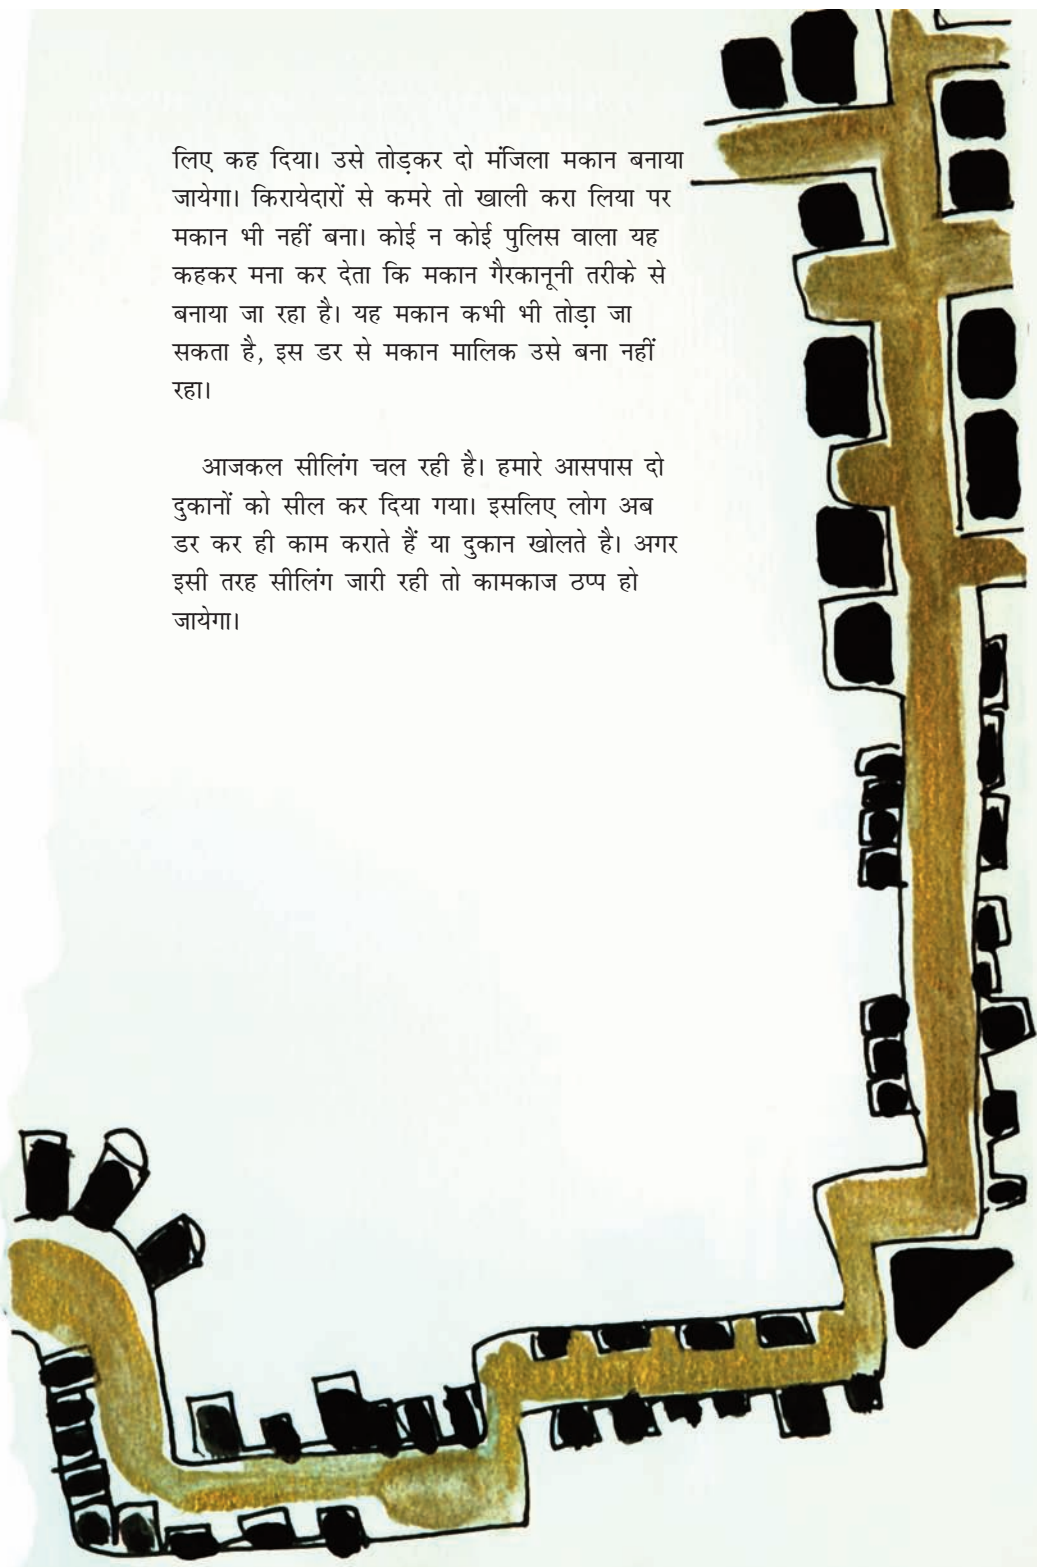 लिए कह दिया। उसे तोड़कर दो मंजिला मकान बनाया
जायेगा। किरायेदारों से कमरे तो खाली करा लिया पर
मकान भी नहीं बना। कोई न कोई पुलिस वाला यह
कहकर मना कर देता कि मकान गैरकानूनी तरीके से
बनाया जा रहा है। यह मकान कभी भी तोड़ा जा
सकता है, इस डर से मकान मालिक उसे बना नहीं
रहा।
आजकल सीलिंग चल रही है। हमारे आसपास दो
दुकानों को सील कर दिया गया। इसलिए लोग अब
डर कर ही काम कराते हैं या दुकान खोलते है। अगर
इसी तरह सीलिंग जारी रही तो कामकाज ठप्प हो
जायेगा।